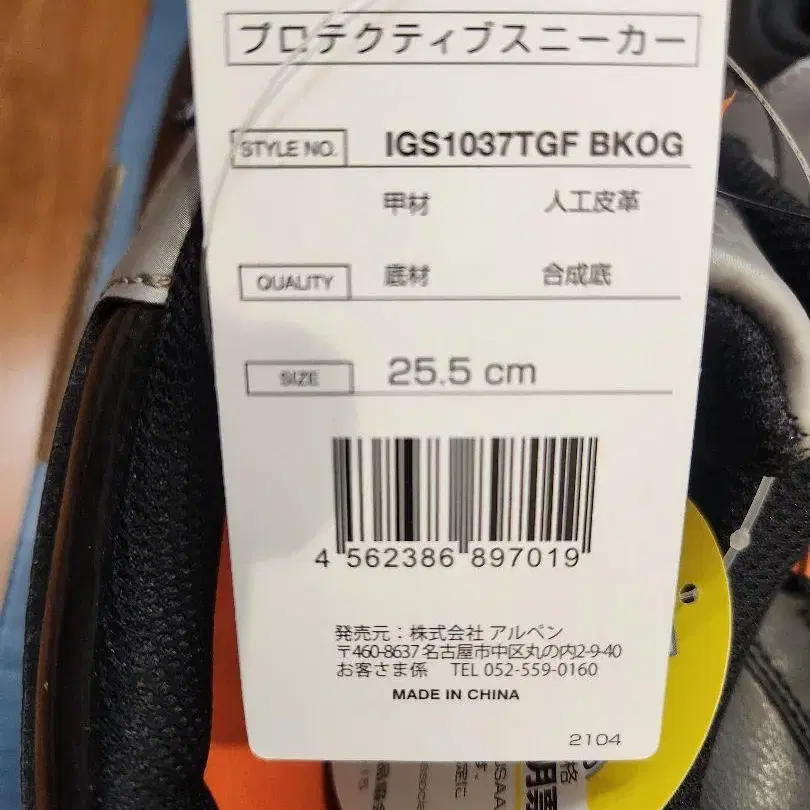 プロテクティブスニーカー
STYLE NO. IGS1037TGF BKOG
甲材 人工皮革
QUALITY 底材 合成底
SIZE 25.5 cm
4 562386 897019
発売元：株式会社 アルペン
〒460-8637 名古屋市中区丸の内2-9-40
お客さま係 TEL 052-559-0160
MADE IN CHINA
2104